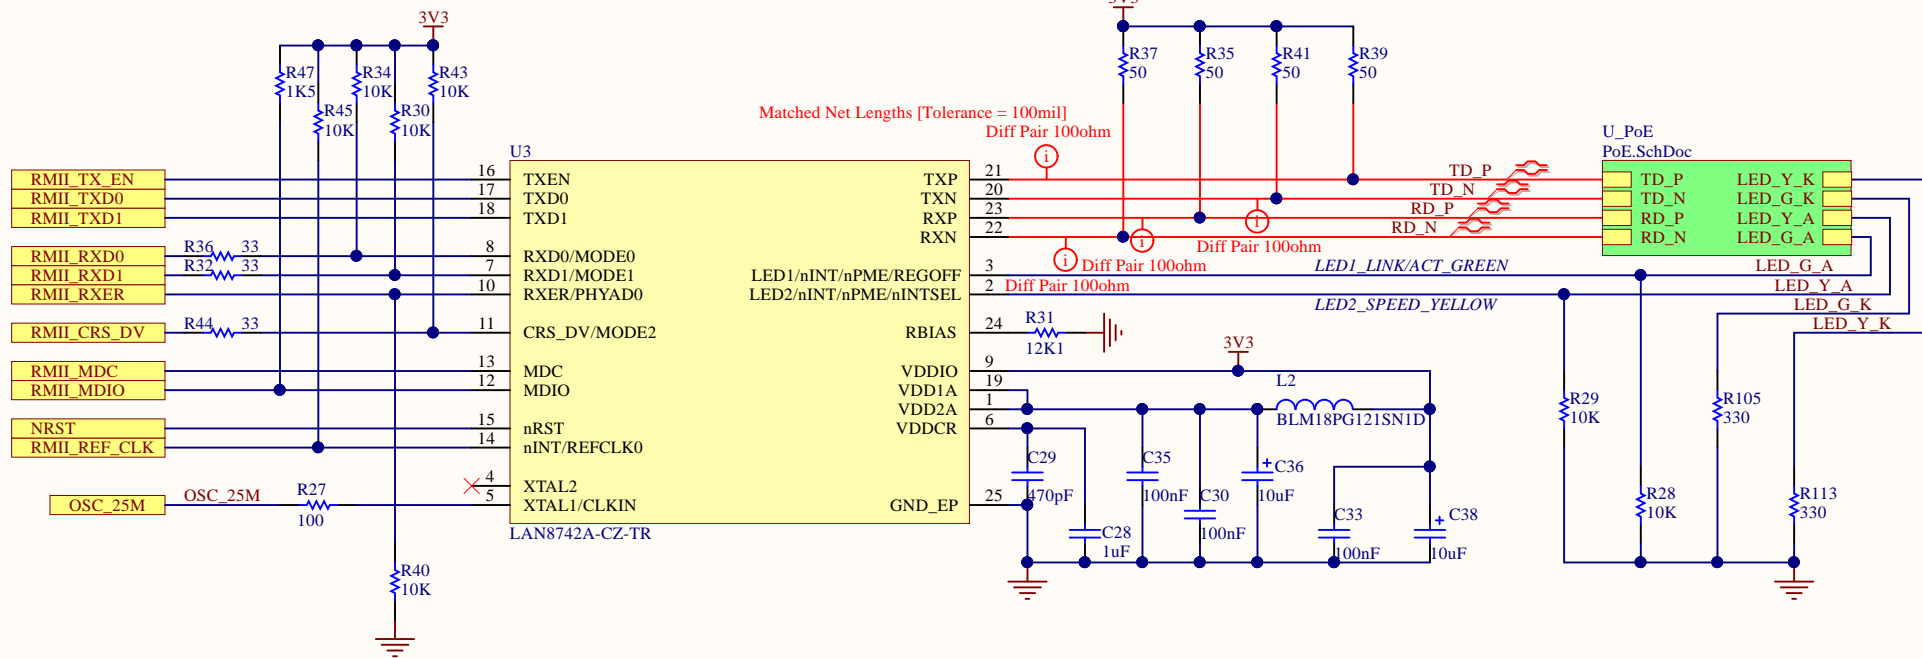 3V3
3V3
R47
1K5
R45
10K
R34
10K
R30
10K
R43
10K
R37
50
R35
50
R41
50
R39
50
Matched Net Lengths [Tolerance = 100mil]
Diff Pair 100ohm
i
U_PoE
PoE.SchDoc
U3
RMII_TX_EN
16
TXEN
TXP
21
TD_P
TD_P
LED_Y_K
RMII_TXD0
17
TXD0
TXN
20
TD_N
TD_N
LED_G_K
RMII_TXD1
18
TXD1
RXP
23
RD_P
RD_P
LED_Y_A
RXN
22
RD_N
RD_N
LED_G_A
i
i
i
Diff Pair 100ohm
Diff Pair 100ohm
Diff Pair 100ohm
RMII_RXD0
R36
33
8
RXD0/MODE0
RMII_RXD1
R32
33
7
RXD1/MODE1
LED1/nINT/nPME/REGOFF
3
LED1_LINK/ACT_GREEN
LED_G_A
RMII_RXER
10
RXER/PHYAD0
LED2/nINT/nPME/nINTSEL
2
LED2_SPEED_YELLOW
LED_Y_A
LED_G_K
LED_Y_K
RMII_CRS_DV
R44
33
11
CRS_DV/MODE2
RBIAS
24
R31
12K1
RMII_MDC
13
MDC
VDDIO
9
3V3
RMII_MDIO
12
MDIO
VDD1A
19
VDD2A
1
L2
BLM18PG121SN1D
NRST
15
nRST
VDDCR
6
RMII_REF_CLK
14
nINT/REFCLK0
4
XTAL2
OSC_25M
OSC_25M
R27
100
5
XTAL1/CLKIN
GND_EP
25
LAN8742A-CZ-TR
C29
470pF
C28
1uF
C35
100nF
C30
100nF
C36
10uF
C33
100nF
C38
10uF
R29
10K
R28
10K
R105
330
R113
330
R40
10K